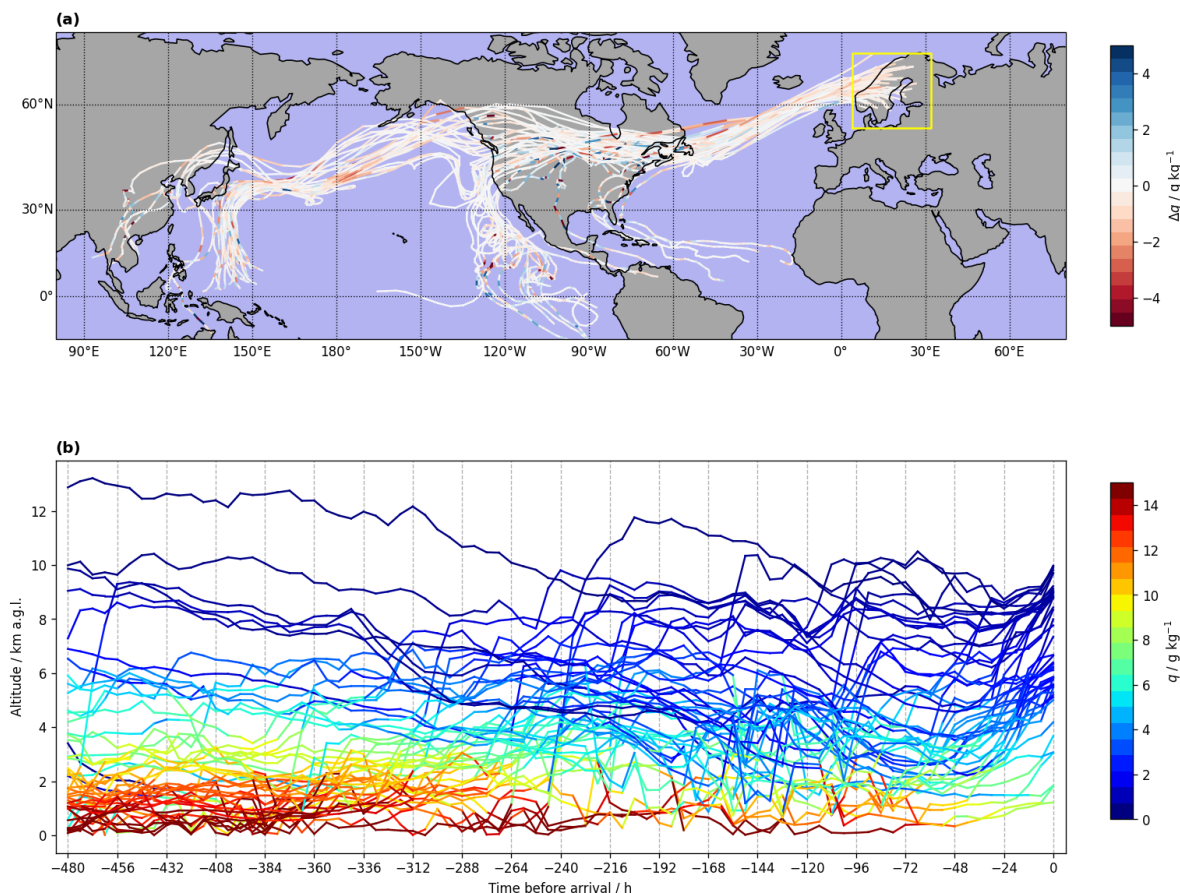 (a)
60°N
30°N
0°
90°E 120°E 150°E 180° 150°W 120°W 90°W 60°W 30°W 0° 30°E 60°E
4
2
0
−2
−4
Δq / g kg⁻¹
(b)
12
10
8
6
4
2
0
Altitude / km a.g.l.
−480 −456 −432 −408 −384 −360 −336 −312 −288 −264 −240 −216 −192 −168 −144 −120 −96 −72 −48 −24 0
Time before arrival / h
14
12
10
8
6
4
2
0
q / g kg⁻¹